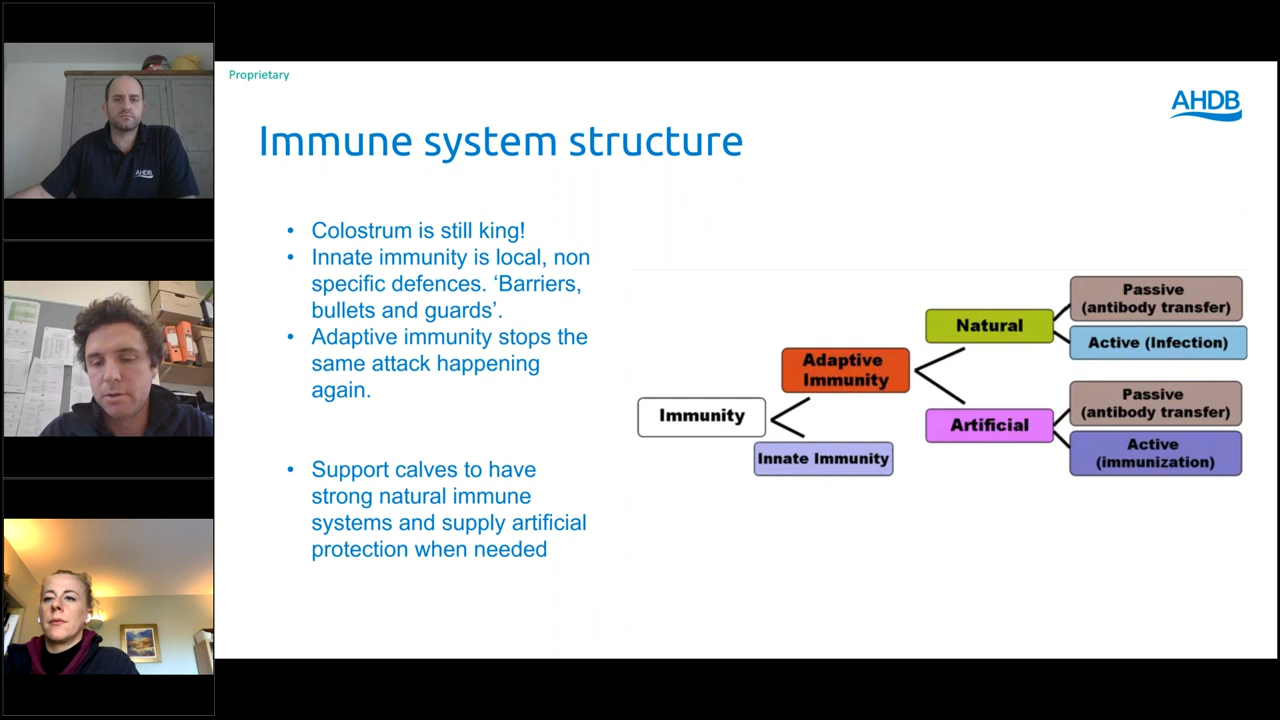 Proprietary
AHDB
Immune system structure
• Colostrum is still king!
• Innate immunity is local, non
specific defences. ‘Barriers,
bullets and guards’.
• Adaptive immunity stops the
same attack happening
again.
• Support calves to have
strong natural immune
systems and supply artificial
protection when needed
Immunity
Adaptive
Immunity
Innate Immunity
Natural
Artificial
Passive
(antibody transfer)
Active (Infection)
Passive
(antibody transfer)
Active
(immunization)
AHDB